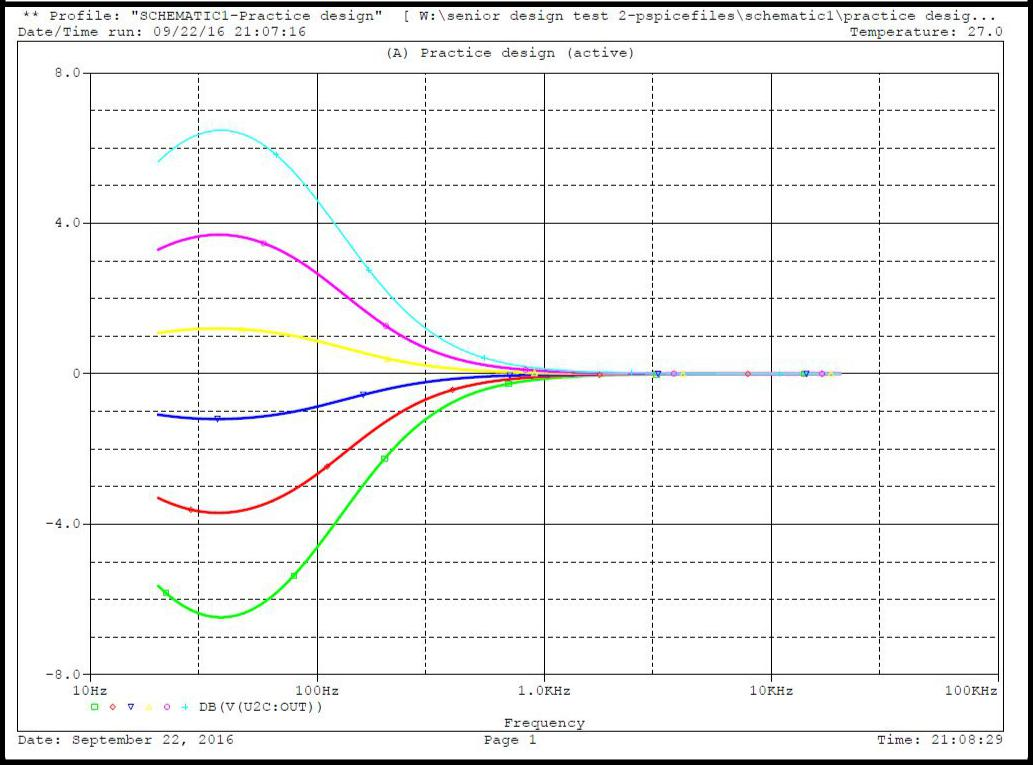 ** Profile: "SCHEMATIC1-Practice design"  [ W:\senior design test 2-pspicefiles\schematic1\practice desig...
Date/Time run: 09/22/16 21:07:16 Temperature: 27.0
(A) Practice design (active)
8.0
4.0
0
-4.0
-8.0
10Hz 100Hz 1.0KHz 10KHz 100KHz
DB(V(U2C:OUT))
Frequency
Date: September 22, 2016 Page 1 Time: 21:08:29